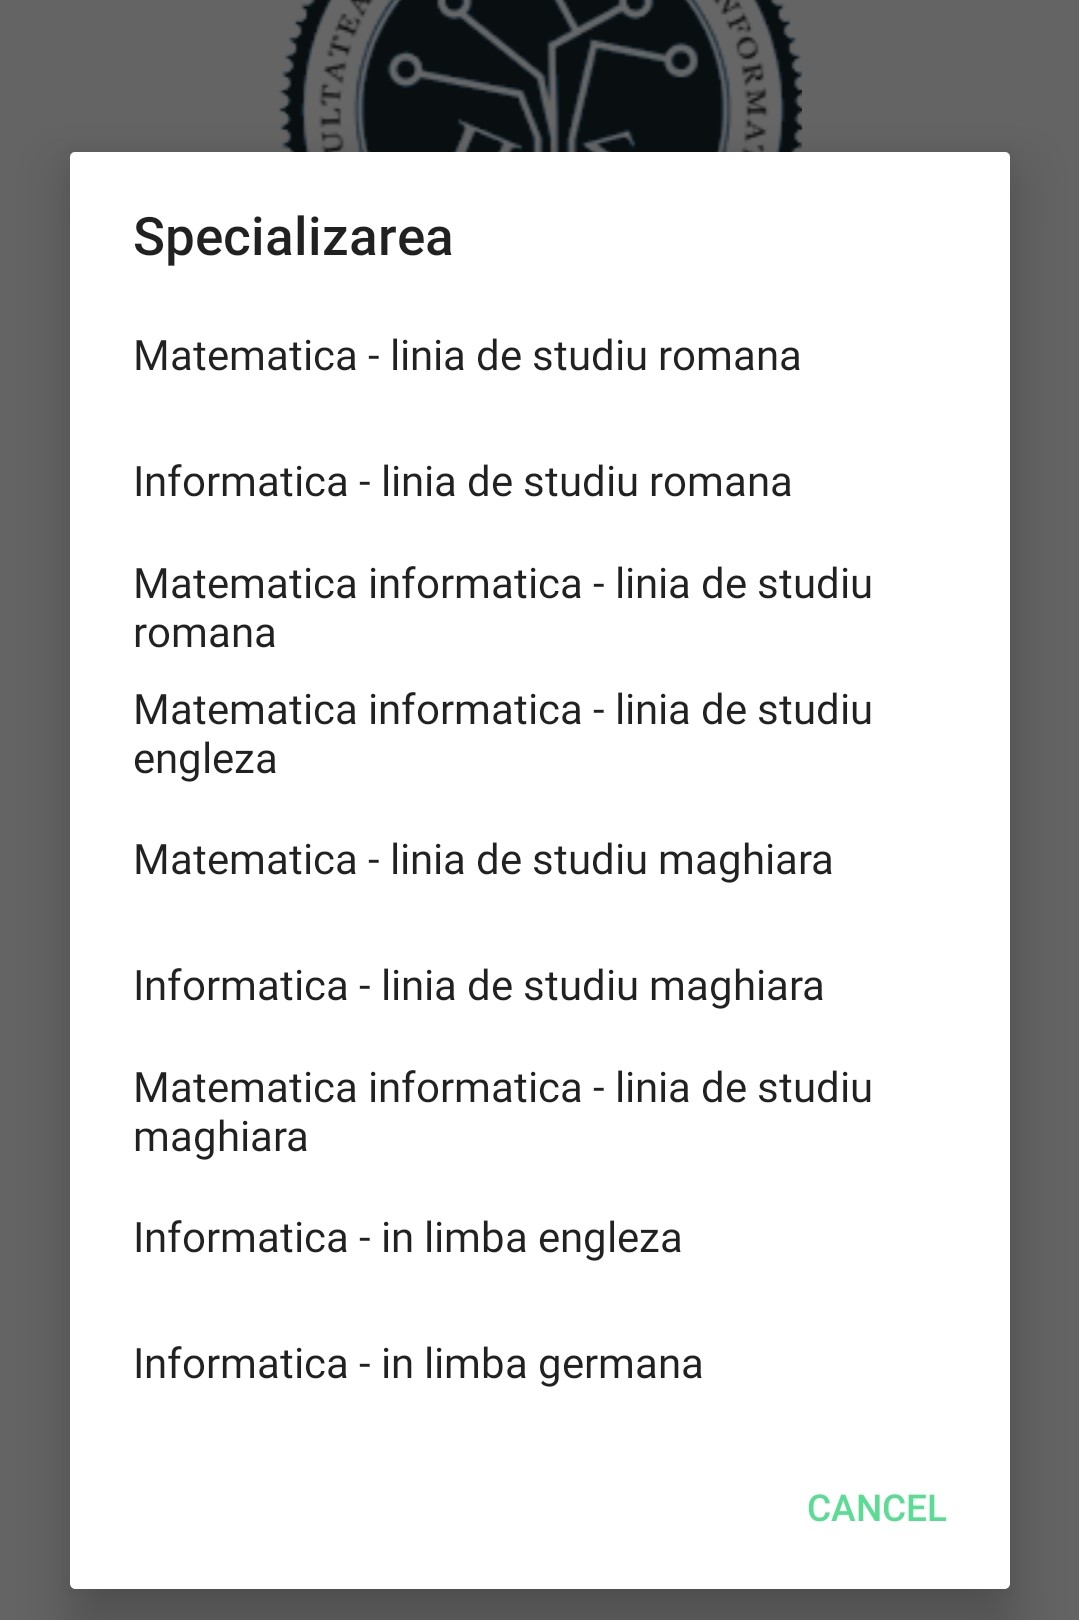 ULTATEA
NFORMA
Specializarea
Matematica - linia de studiu romana
Informatica - linia de studiu romana
Matematica informatica - linia de studiu
romana
Matematica informatica - linia de studiu
engleza
Matematica - linia de studiu maghiara
Informatica - linia de studiu maghiara
Matematica informatica - linia de studiu
maghiara
Informatica - in limba engleza
Informatica - in limba germana
CANCEL